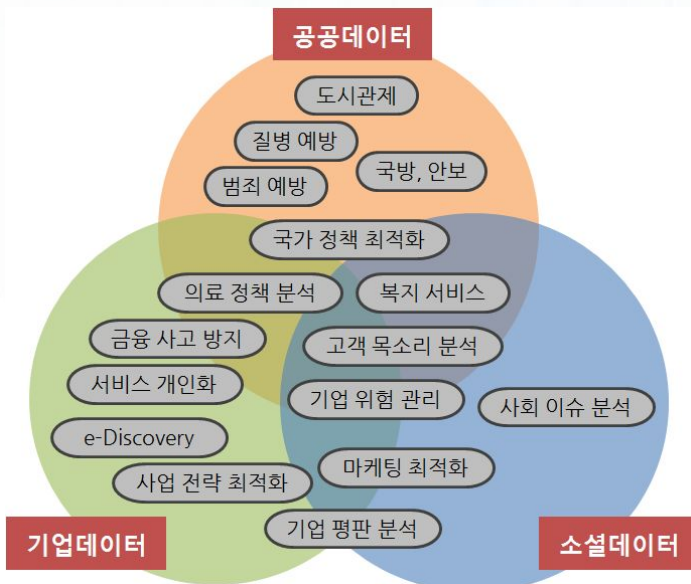 공공데이터
도시관제
질병 예방
국방, 안보
범죄 예방
국가 정책 최적화
의료 정책 분석
복지 서비스
금융 사고 방지
고객 목소리 분석
서비스 개인화
기업 위험 관리
사회 이슈 분석
e-Discovery
마케팅 최적화
사업 전략 최적화
기업 평판 분석
기업데이터
소셜데이터